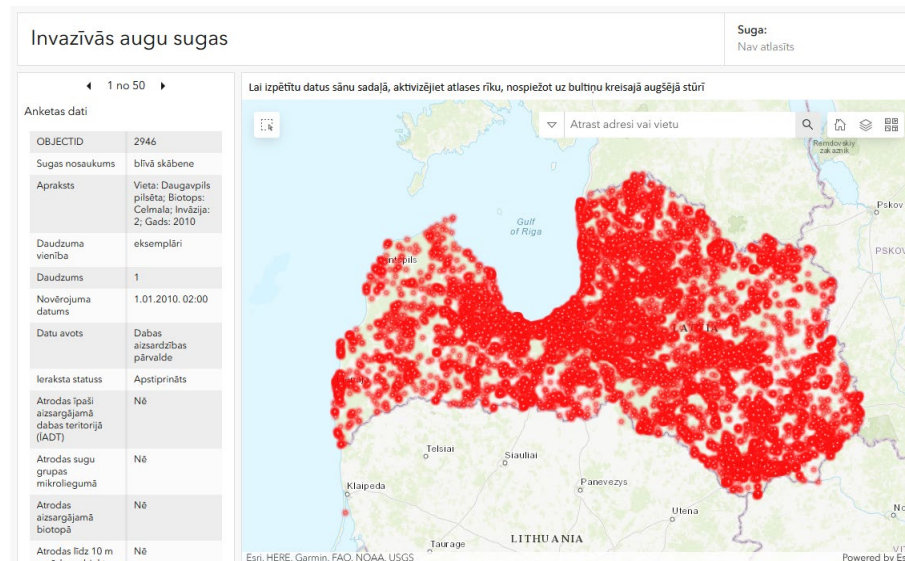 Invazīvās augu sugas
Suga:
Nav atlasīts
1 no 50
Anketas dati
OBJECTID 2946
Sugas nosaukums blīvā skābene
Apraksts Vieta: Daugavpils
pilsēta; Biotops:
Celmala; Invāzija:
2; Gads: 2010
Daudzuma
vienība eksemplāri
Daudzums 1
Novērojuma
datums 1.01.2010. 02:00
Datu avots Dabas
aizsardzības
pārvalde
Ieraksta statuss Apstiprināts
Atrodas īpaši
aizsargājamā
dabas teritorijā
(ĪADT) Nē
Atrodas sugu
grupas
mikroliegumā Nē
Atrodas
aizsargājamā
biotopā Nē
Atrodas līdz 10 m Nē
Lai izpētītu datus sānu sadaļā, aktivizējiet atlases rīku, nospiežot uz bultiņu kreisajā augšējā stūrī
Atrast adresi vai vietu
Remdovskiy
zakaznik
Pskov
PSKOV
Gulf
of Riga
LATVIA
Telsiai
Siauliai
Klaipeda
Panevezys
Utena
Taurage
LITHUANIA
Esri, HERE, Garmin, FAO, NOAA, USGS
Powered by Es